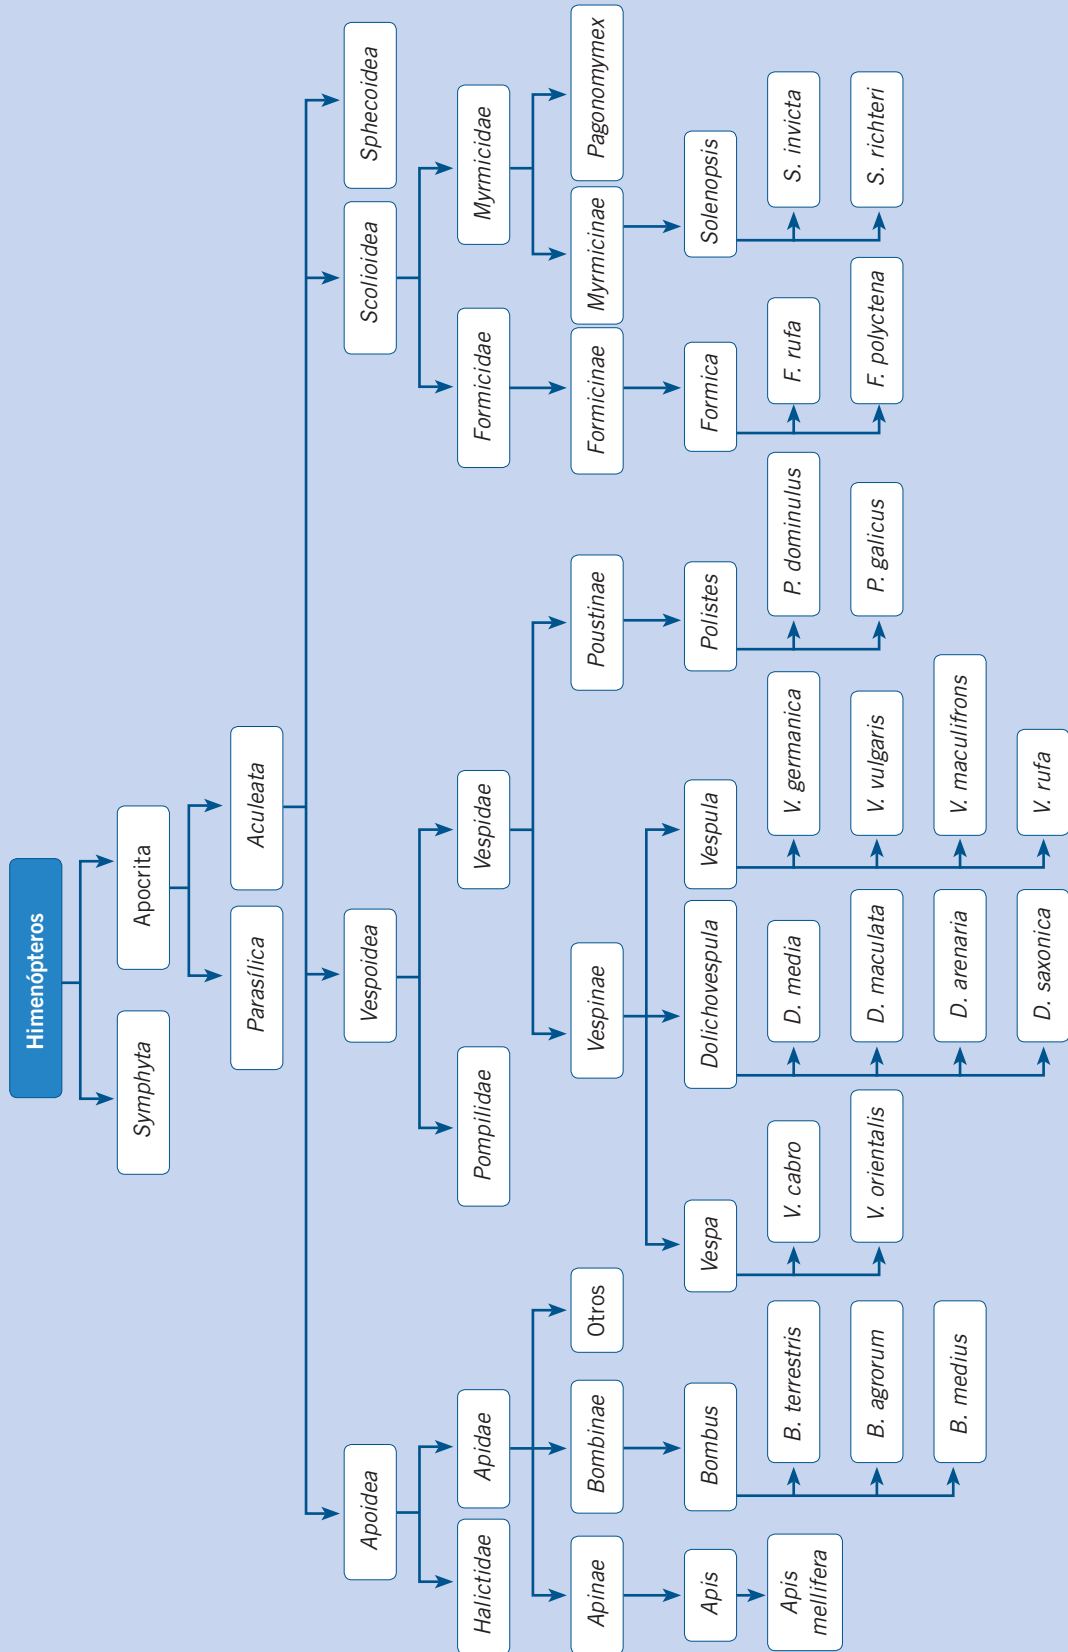 Himenópteros
Symphyta
Apocrita
Parasílica
Aculeata
Apoidea
Vespoidea
Scolioidea
Sphecoidea
Halictidae
Apidae
Pompilidae
Vespidae
Formicidae
Myrmicidae
Apinae
Bombinae
Otros
Vespinae
Poustinae
Formicinae
Myrmicinae
Pagonomymex
Apis
Bombus
Vespa
Dolichovespula
Vespula
Polistes
Formica
Solenopsis
Apis
mellifera
B. terrestris
B. agrorum
B. medius
V. cabro
V. orientalis
D. media
D. maculata
D. arenaria
D. saxonica
V. germanica
V. vulgaris
V. maculifrons
V. rufa
P. dominulus
P. galicus
F. rufa
F. polyctena
S. invicta
S. richteri